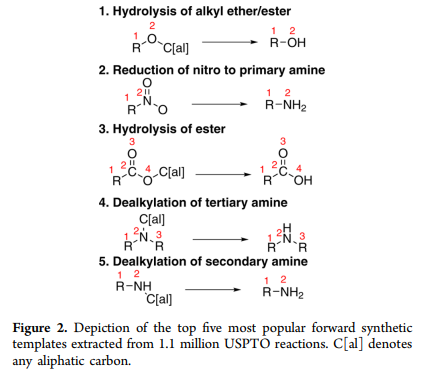 1. Hydrolysis of alkyl ether/ester
1 2
R O C[al]
1 2
R-OH
2. Reduction of nitro to primary amine
O
1 2
R N O
1 2
R-NH₂
3. Hydrolysis of ester
3
O
1 2 4
R C O C[al]
3
O
1 2 4
R C OH
4. Dealkylation of tertiary amine
C[al]
1 2 3
R N R
H
1 2 3
R N R
5. Dealkylation of secondary amine
1 2
R-NH
C[al]
1 2
R-NH₂
Figure 2. Depiction of the top five most popular forward synthetic
templates extracted from 1.1 million USPTO reactions. C[al] denotes
any aliphatic carbon.